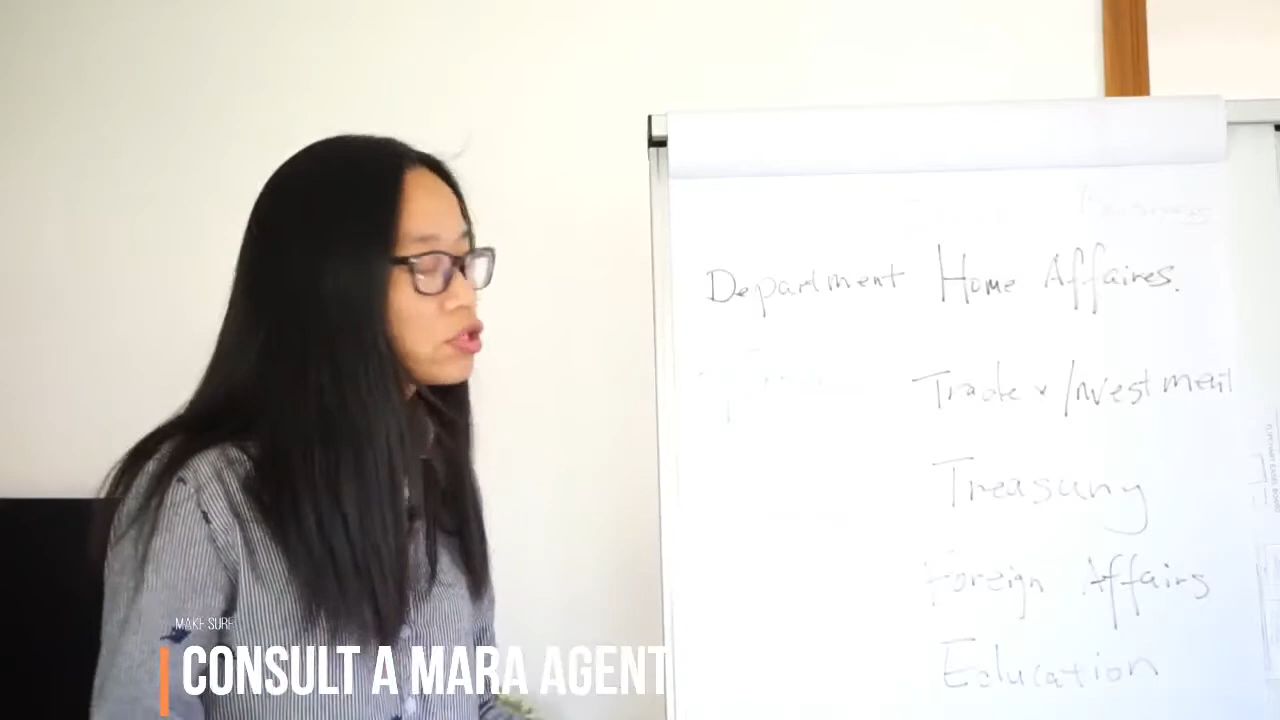 Department Home Affaires.
Trade & Investment
Treasury
Foreign Affairs
Education
MAKE SURE
CONSULT A MARA AGENT